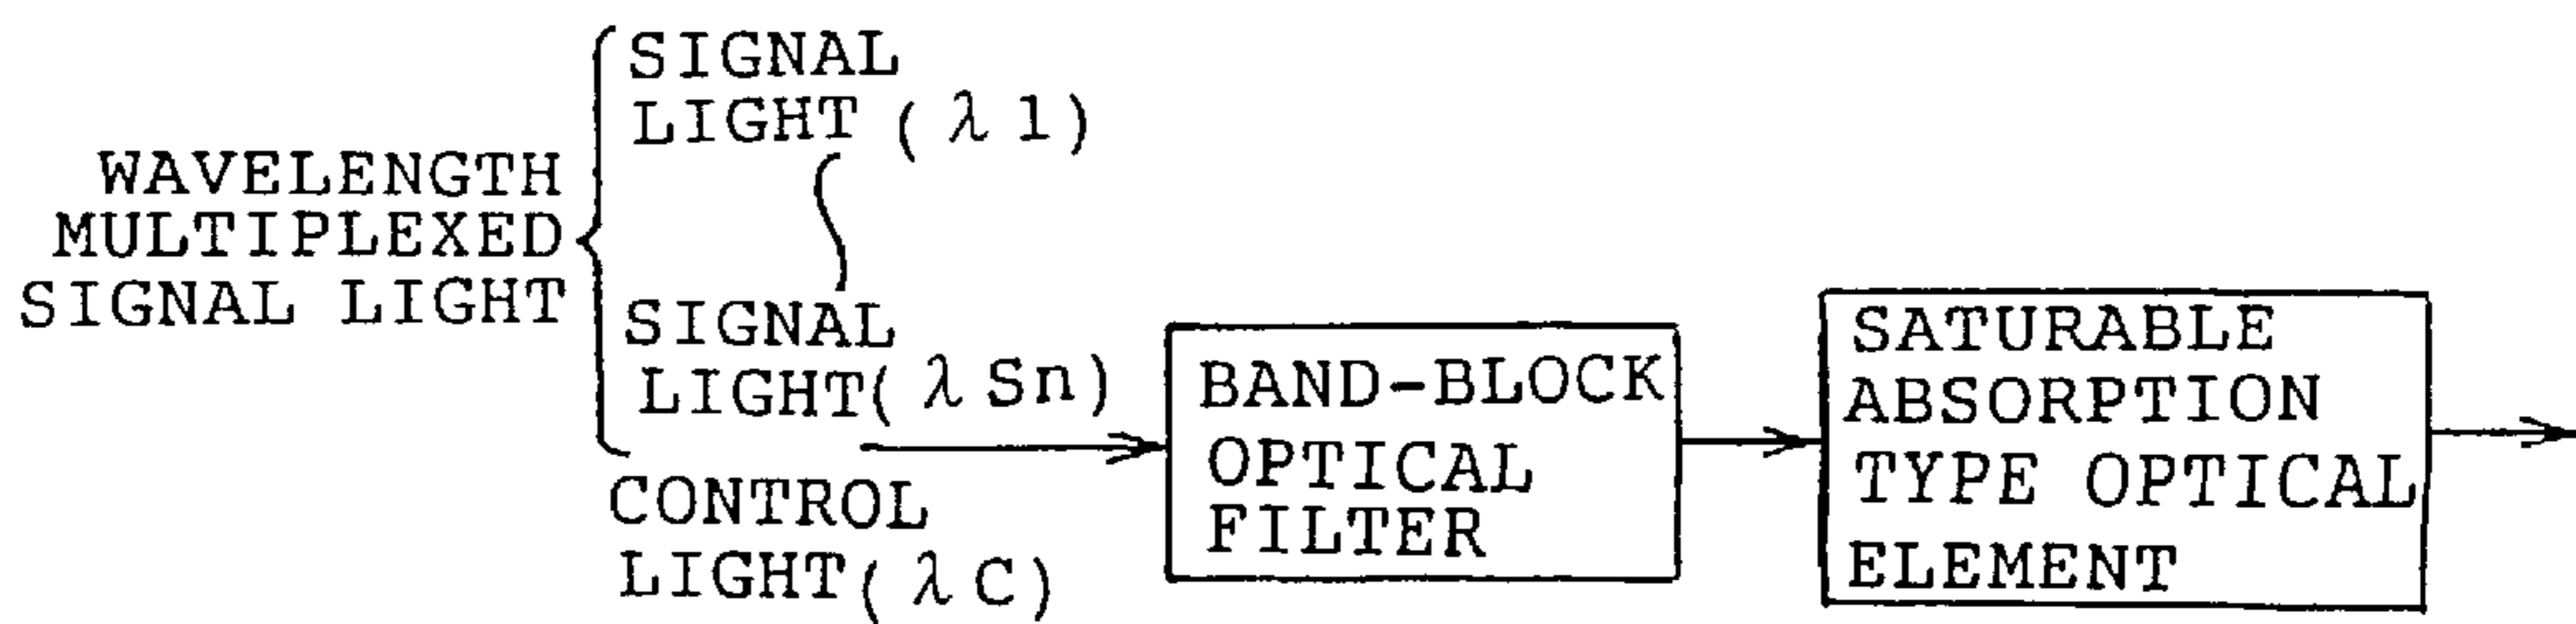 WAVELENGTH
MULTIPLEXED
SIGNAL LIGHT
SIGNAL
LIGHT (λ1)
SIGNAL
LIGHT(λSn)
CONTROL
LIGHT(λC)
BAND-BLOCK
OPTICAL
FILTER
SATURABLE
ABSORPTION
TYPE OPTICAL
ELEMENT